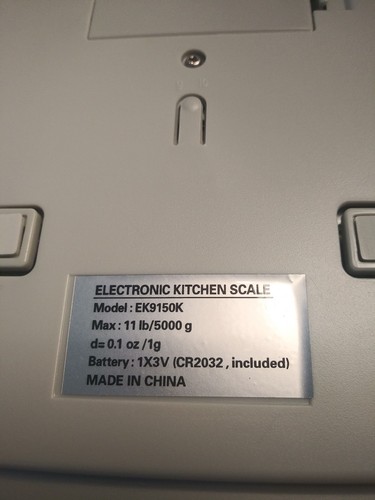 ELECTRONIC KITCHEN SCALE
Model : EK9150K
Max : 11 lb/5000 g
d= 0.1 oz /1g
Battery : 1X3V (CR2032 , included)
MADE IN CHINA